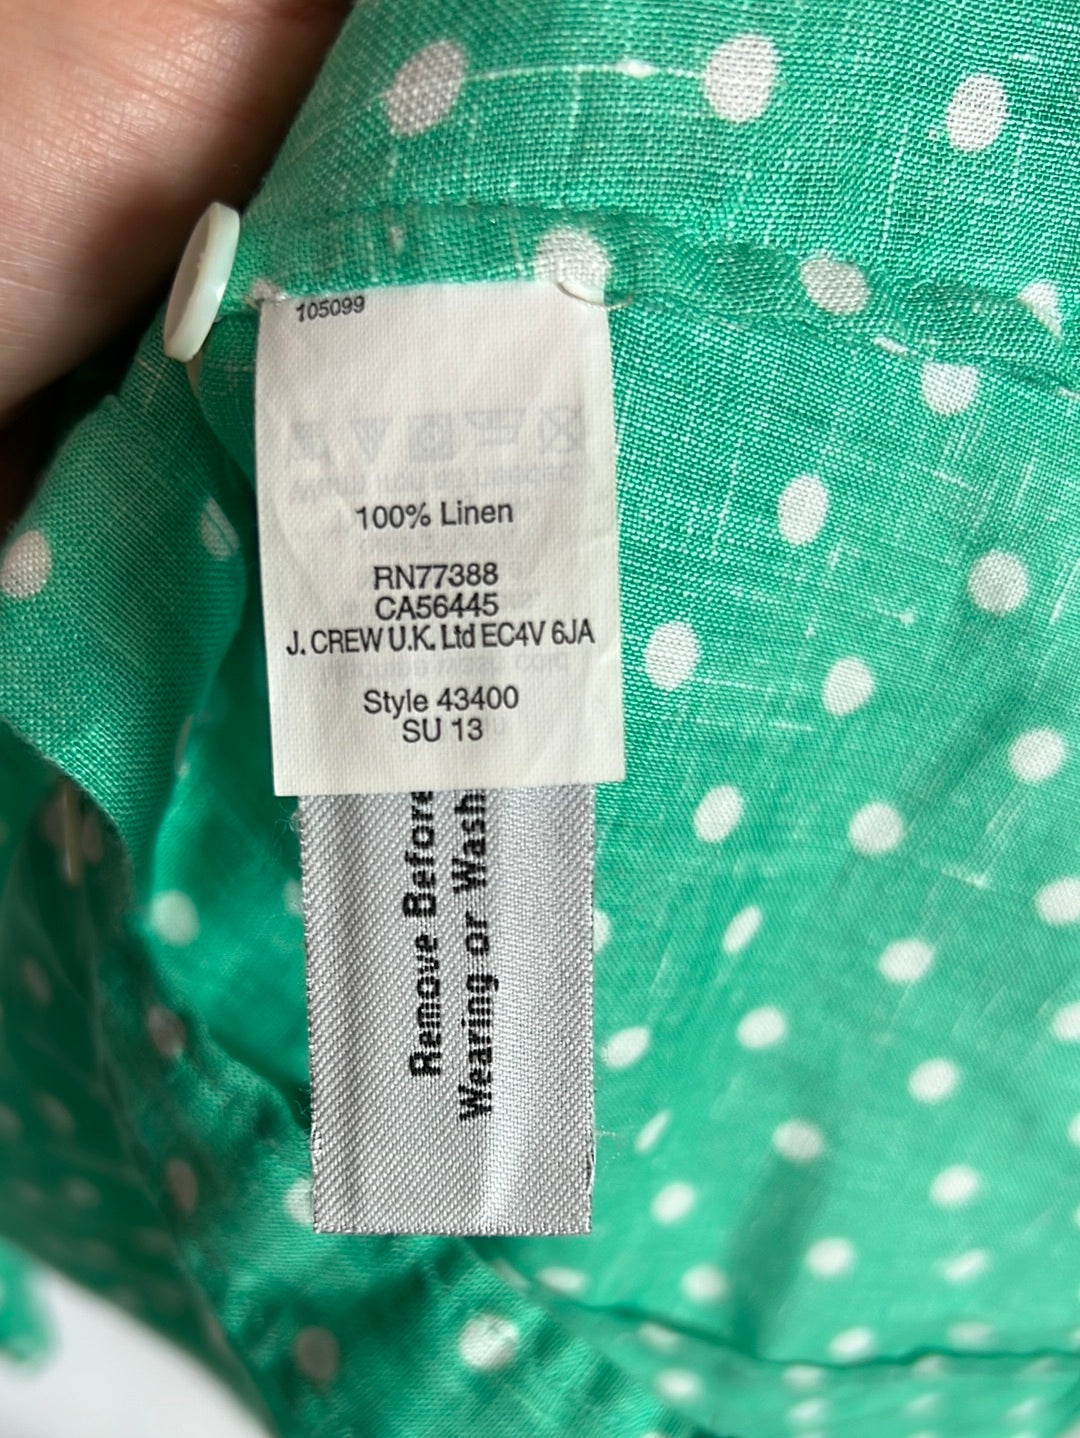 105099
100% Linen
RN77388
CA56445
J. CREW U.K. Ltd EC4V 6JA
Style 43400
SU 13
Remove Before
Wearing or Wash